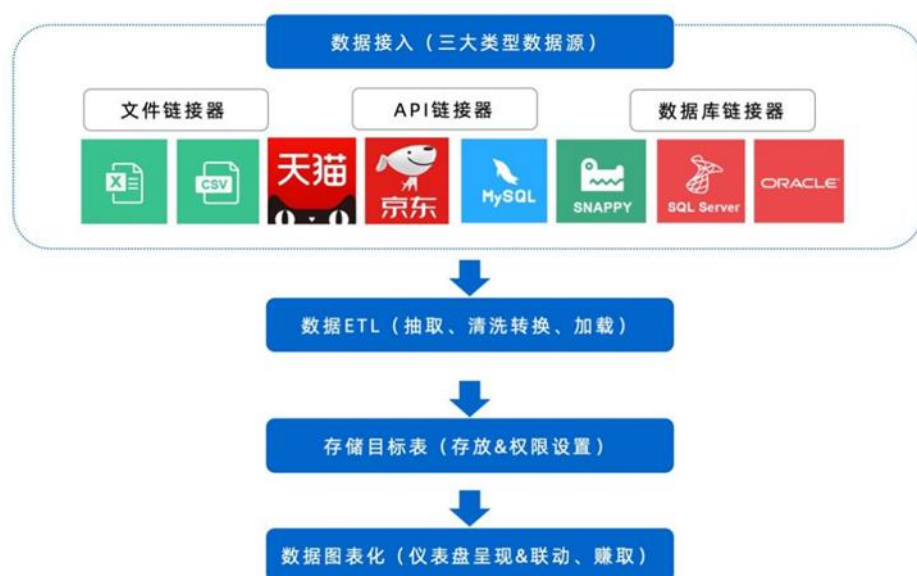 数据接入（三大类型数据源）
文件链接器
API链接器
数据库链接器
X
CSV
天猫
京东
MySQL
SNAPPY
SQL Server
ORACLE
数据ETL（抽取、清洗转换、加载）
存储目标表（存放&权限设置）
数据图表化（仪表盘呈现&联动、赚取）